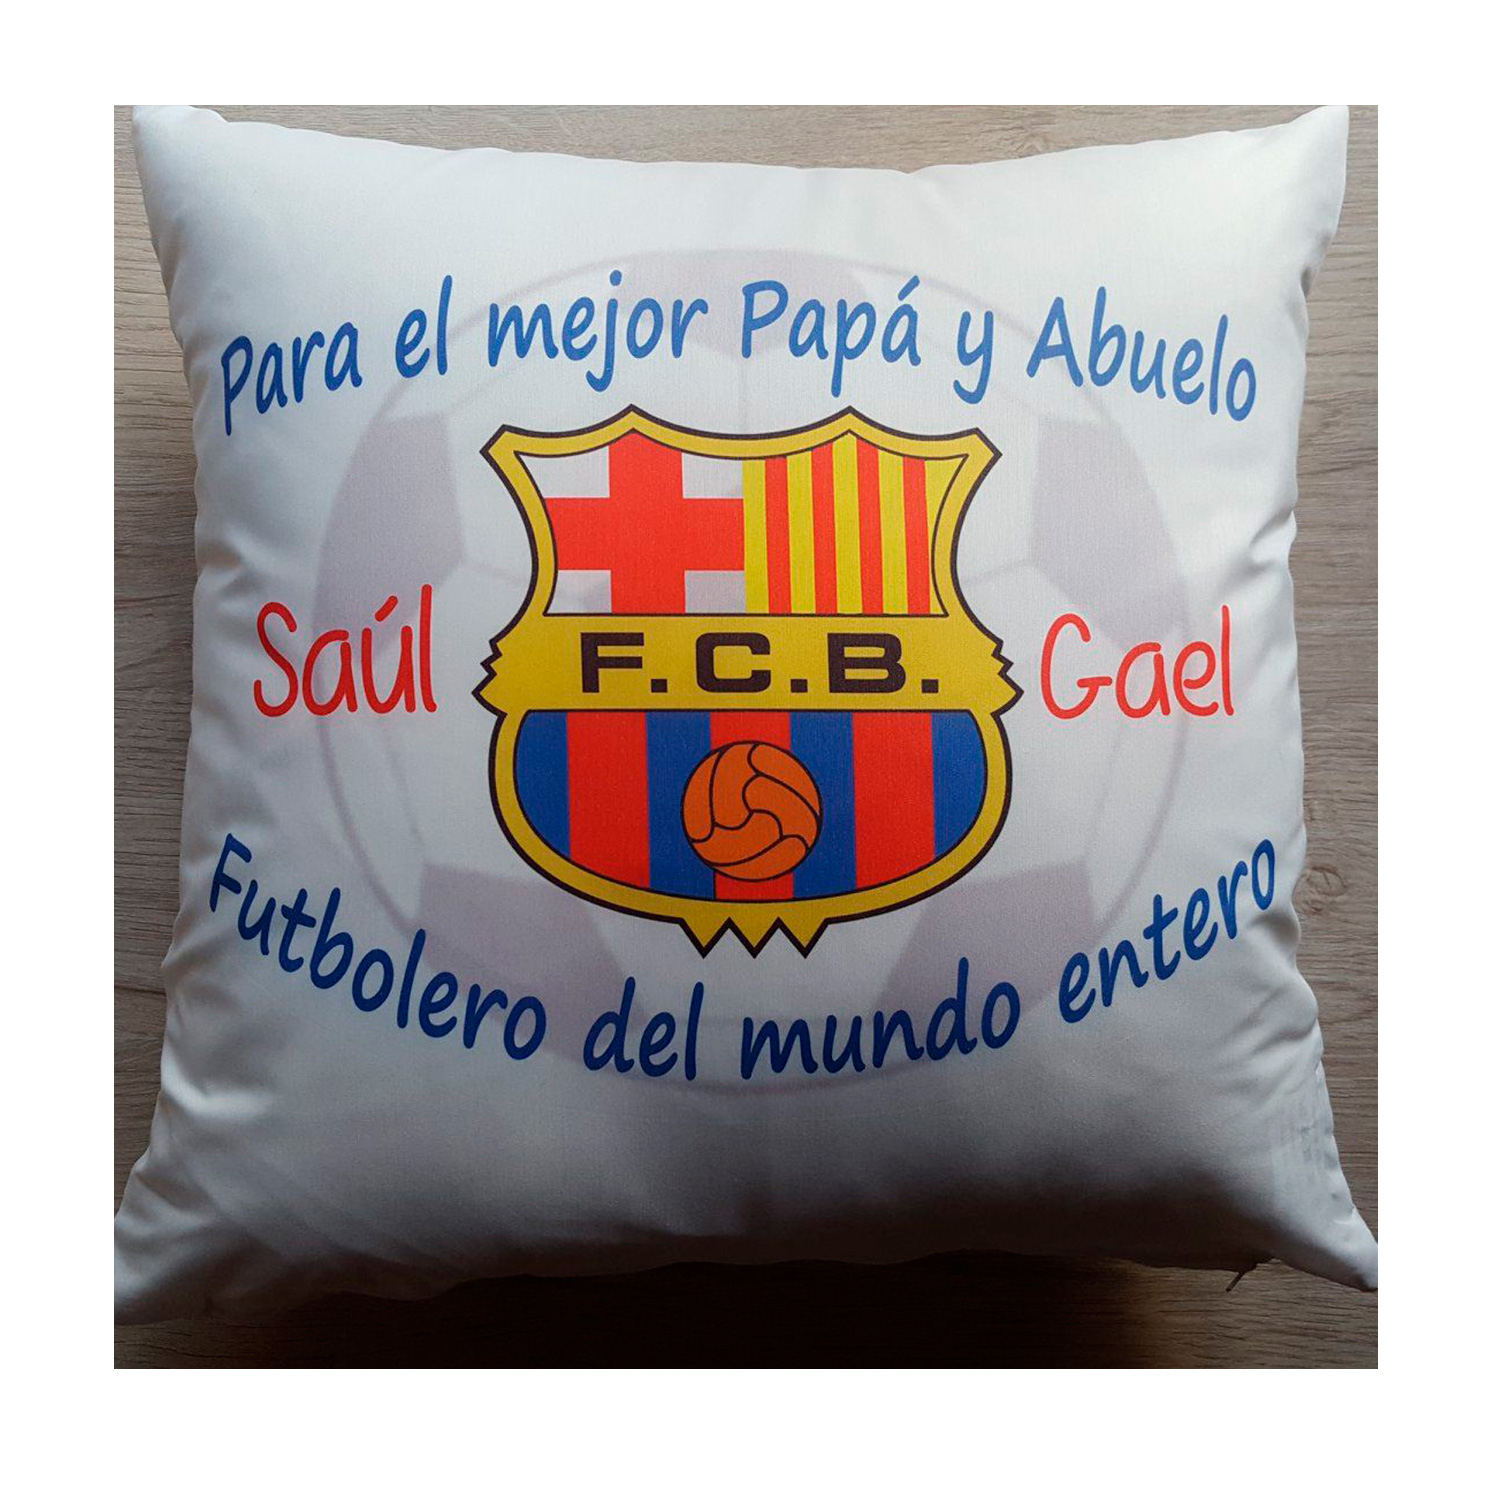 Para el mejor Papá y Abuelo
Saúl
F.C.B.
Gael
Futbolero del mundo entero